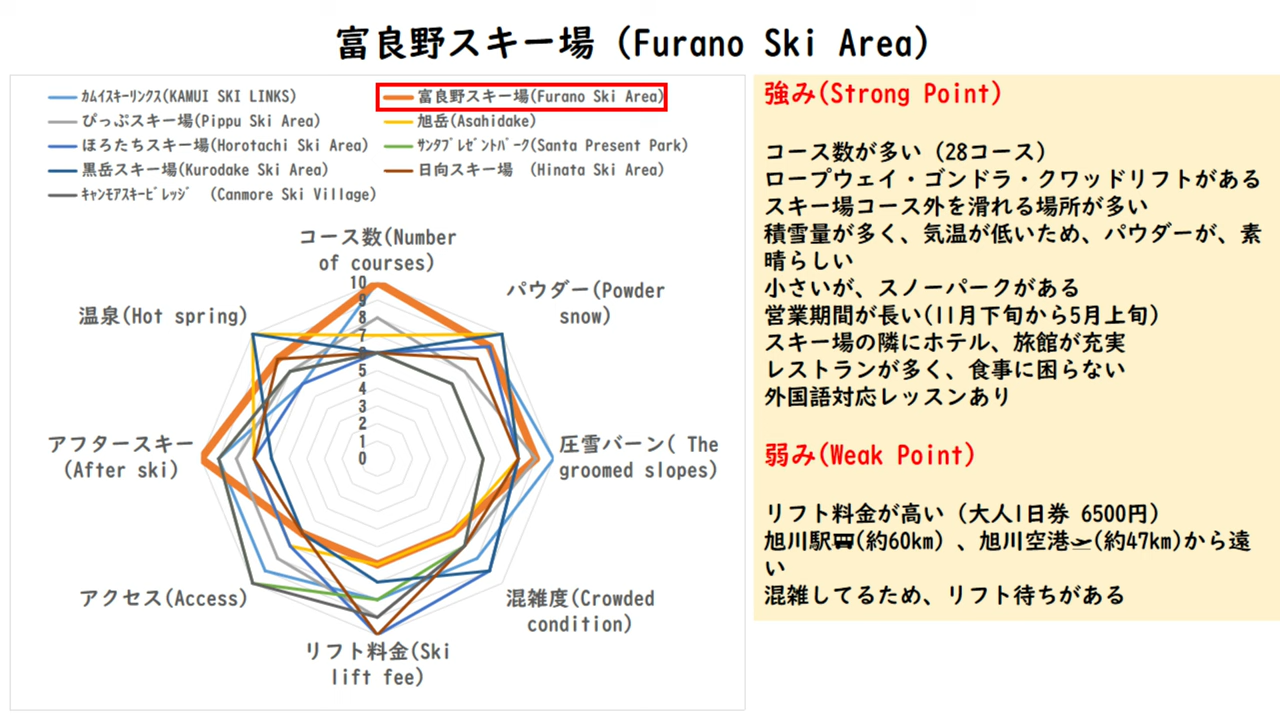 富良野スキー場 (Furano Ski Area)
ｶﾑｲｽｷｰﾘﾝｸｽ(KAMUI SKI LINKS)
富良野スキー場(Furano Ski Area)
ぴっぷスキー場(Pippu Ski Area)
旭岳(Asahidake)
ほろたちスキー場(Horotachi Ski Area)
ｻﾝﾀﾌﾟﾚｾﾞﾝﾄﾊﾟｰｸ(Santa Present Park)
黒岳スキー場(Kurodake Ski Area)
日向スキー場 (Hinata Ski Area)
ｷｬﾝﾓｱｽｷｰﾋﾞﾚｯｼﾞ (Canmore Ski Village)
コース数(Number
of courses)
パウダー(Powder
snow)
圧雪バーン( The
groomed slopes)
混雑度(Crowded
condition)
リフト料金(Ski
lift fee)
アクセス(Access)
アフタースキー
(After ski)
温泉(Hot spring)
10
9
8
7
6
5
4
3
2
1
0
強み(Strong Point)
コース数が多い (28コース)
ロープウェイ・ゴンドラ・クワッドリフトがある
スキー場コース外を滑れる場所が多い
積雪量が多く、気温が低いため、パウダーが、素
晴らしい
小さいが、スノーパークがある
営業期間が長い(11月下旬から5月上旬)
スキー場の隣にホテル、旅館が充実
レストランが多く、食事に困らない
外国語対応レッスンあり
弱み(Weak Point)
リフト料金が高い (大人1日券 6500円)
旭川駅🚌(約60km) 、旭川空港🛫(約47km)から遠
い
混雑してるため、リフト待ちがある